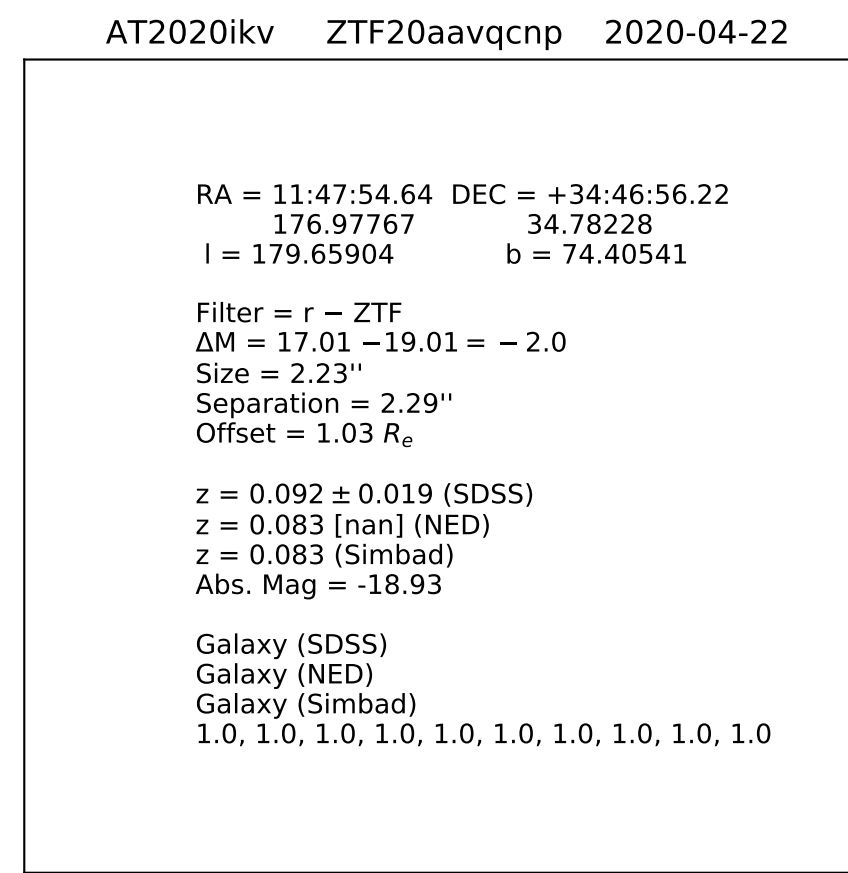 AT2020ikv ZTF20aavqcnp 2020-04-22
RA = 11:47:54.64 DEC = +34:46:56.22
176.97767 34.78228
l = 179.65904 b = 74.40541
Filter = r − ZTF
ΔM = 17.01 −19.01 = − 2.0
Size = 2.23''
Separation = 2.29''
Offset = 1.03 Re
z = 0.092 ± 0.019 (SDSS)
z = 0.083 [nan] (NED)
z = 0.083 (Simbad)
Abs. Mag = -18.93
Galaxy (SDSS)
Galaxy (NED)
Galaxy (Simbad)
1.0, 1.0, 1.0, 1.0, 1.0, 1.0, 1.0, 1.0, 1.0, 1.0